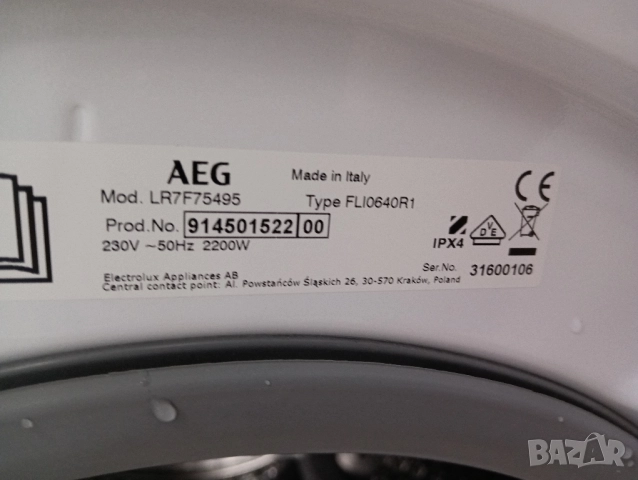 AEG
Made in Italy
Mod. LR7F75495
Type FLI0640R1
Prod.No. 914501522 00
230V ~50Hz 2200W
IPX4
DVE
Ser.No. 31600106
Electrolux Appliances AB
Central contact point: Al. Powstańców Śląskich 26, 30-570 Kraków, Poland
CE
BAZAR.bg